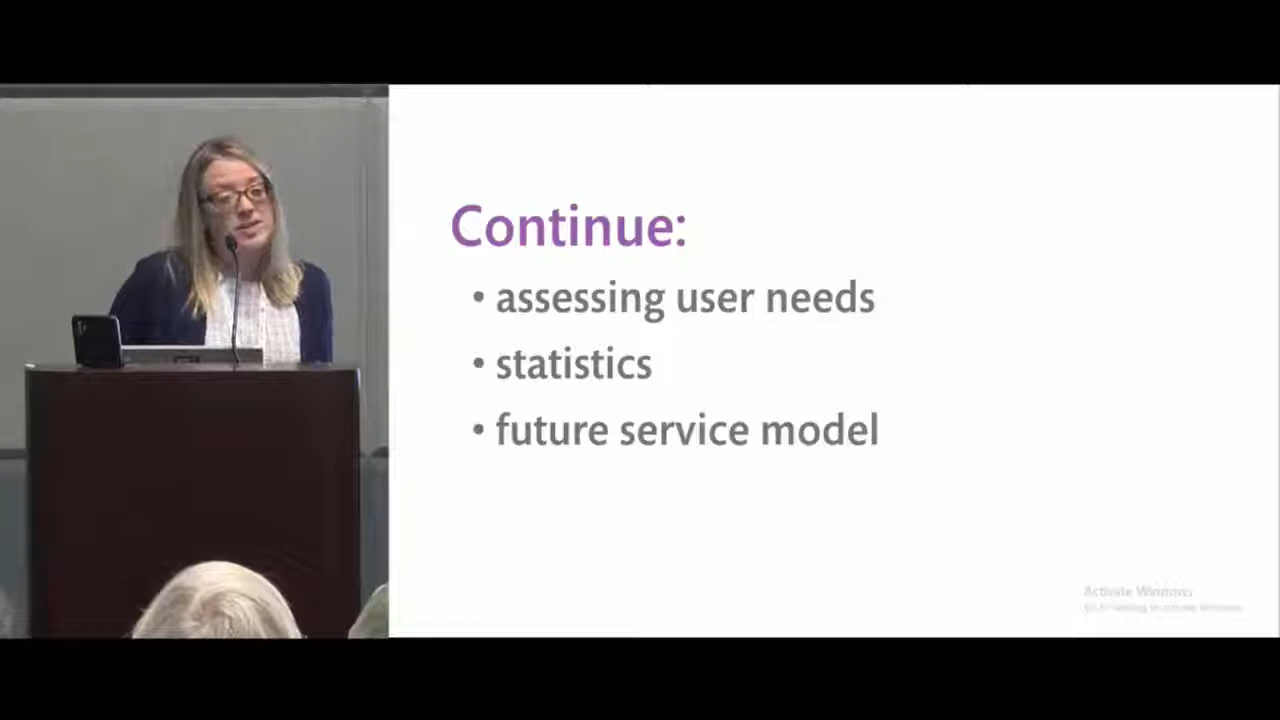 Continue:
• assessing user needs
• statistics
• future service model
Activate Windows